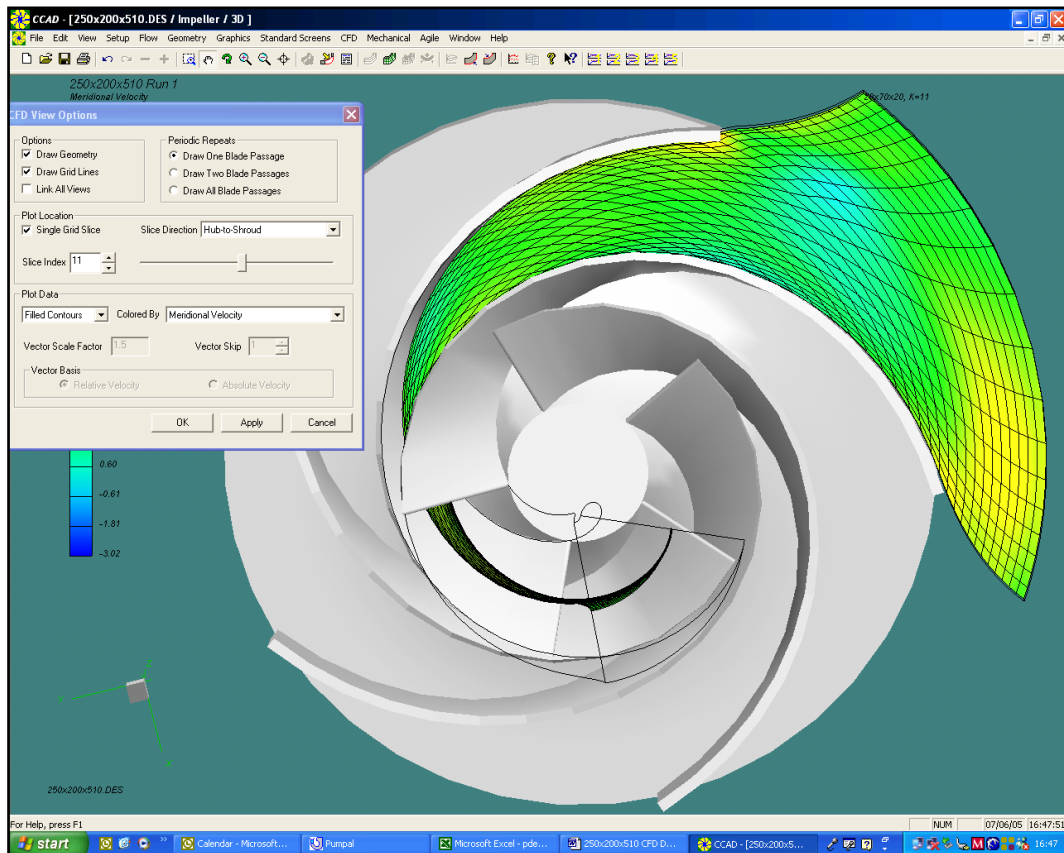 CCAD - [250x200x510.DES / Impeller / 3D ]
File Edit View Setup Flow Geometry Graphics Standard Screens CFD Mechanical Agile Window Help
250x200x510 Run 1
Meridional Velocity
x70x20, K=11
CFD View Options
Options
Draw Geometry
Draw Grid Lines
Link All Views
Periodic Repeats
Draw One Blade Passage
Draw Two Blade Passages
Draw All Blade Passages
Plot Location
Single Grid Slice
Slice Direction Hub-to-Shroud
Slice Index 11
Plot Data
Filled Contours Colored By Meridional Velocity
Vector Scale Factor 1.5 Vector Skip 1
Vector Basis
Relative Velocity Absolute Velocity
OK Apply Cancel
0.60
-0.61
-1.81
-3.02
Z
Y
X
250x200x510.DES
For Help, press F1
NUM 07/06/05 16:47:51
start Calendar - Microsoft... Pumpal Microsoft Excel - pde... 250x200x510 CFD D... CCAD - [250x200x5... 16:47